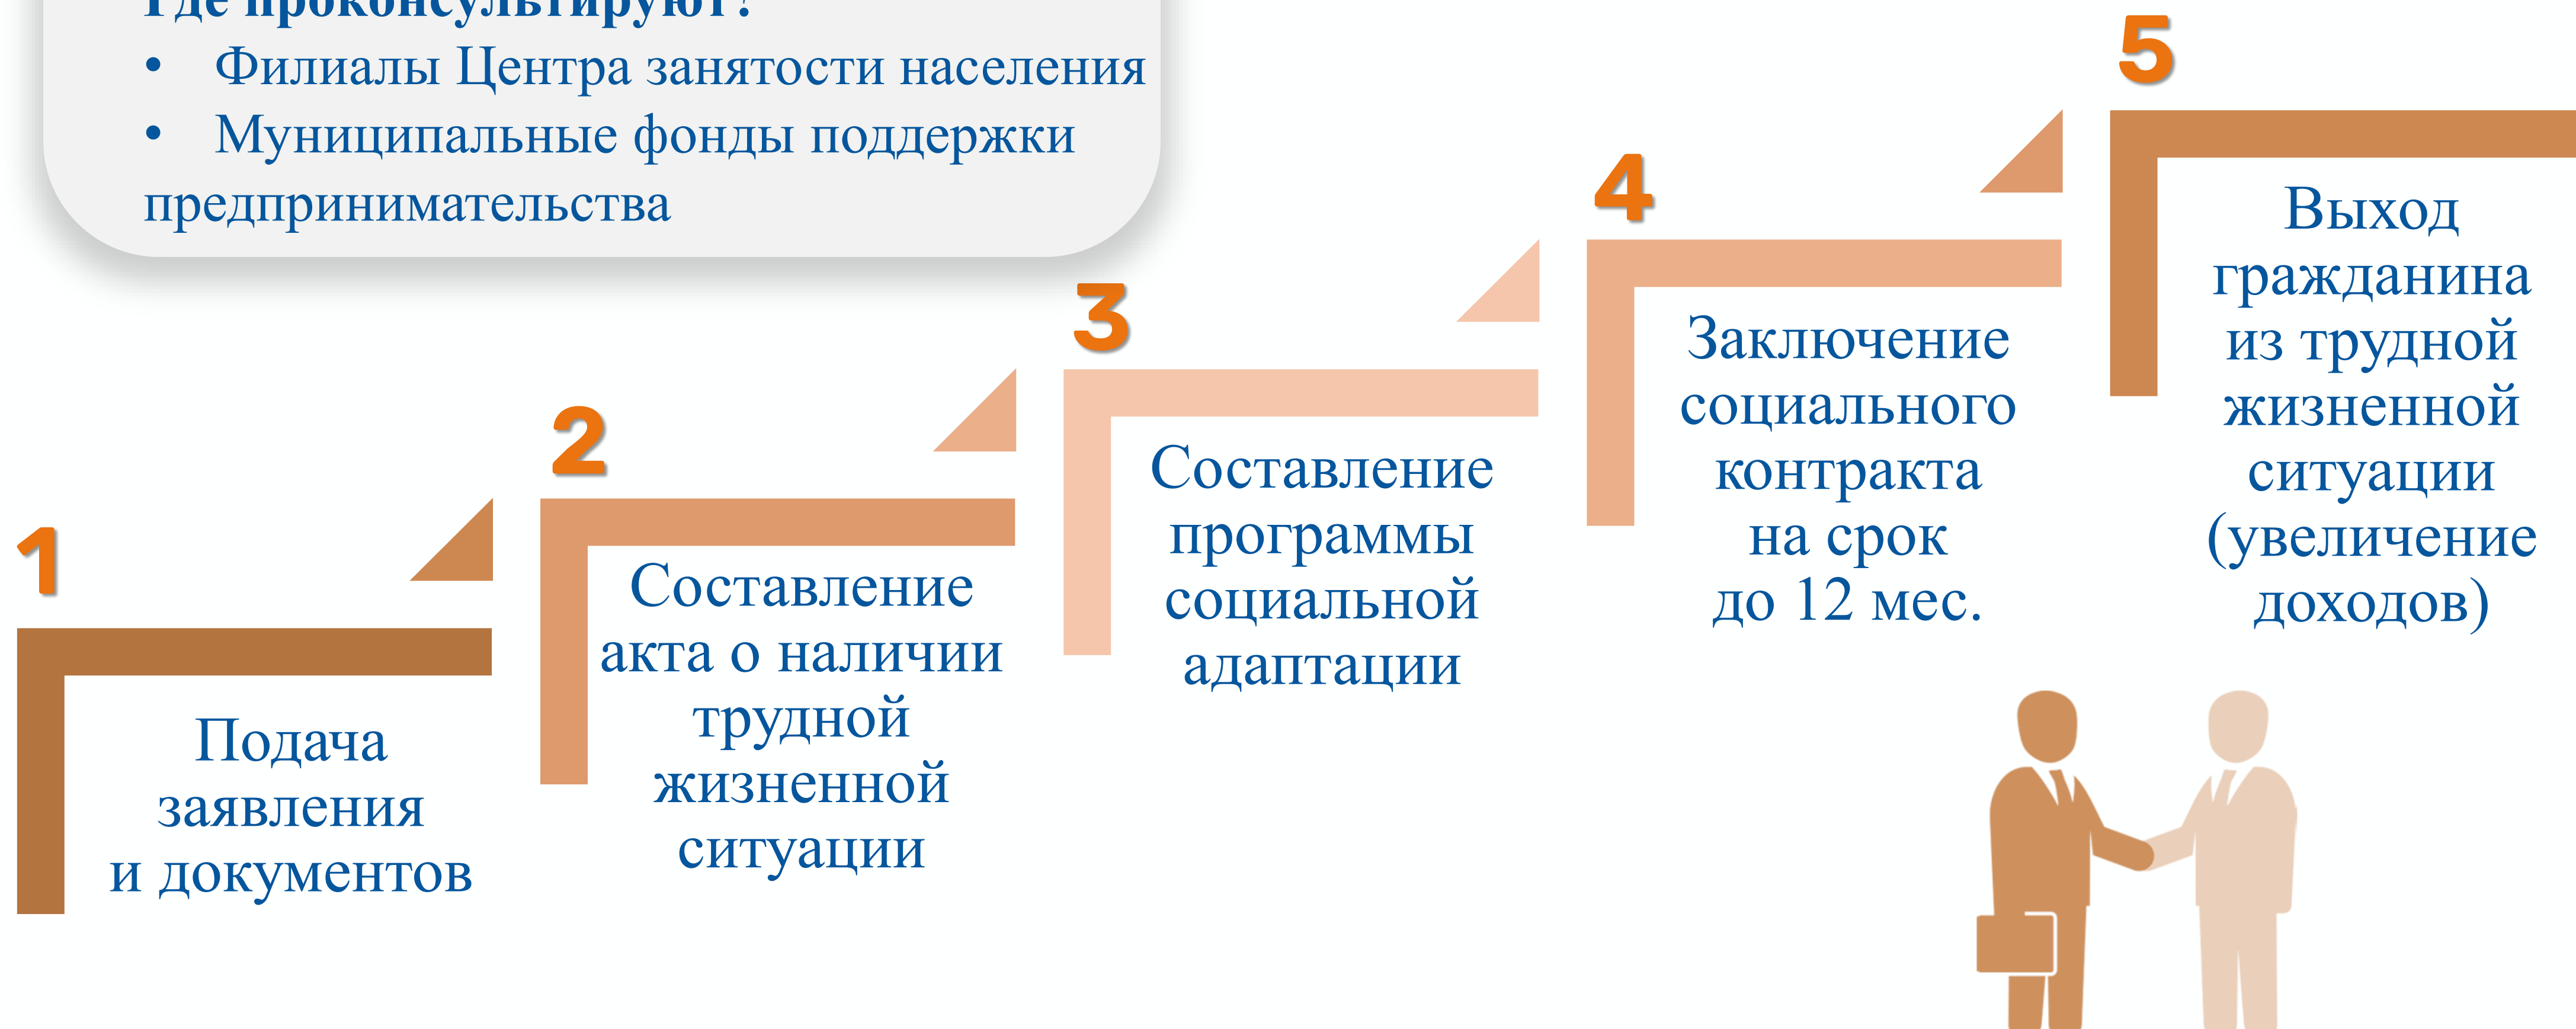 Где проконсультируют?
• Филиалы Центра занятости населения
• Муниципальные фонды поддержки
предпринимательства
1
Подача
заявления
и документов
2
Составление
акта о наличии
трудной
жизненной
ситуации
3
Составление
программы
социальной
адаптации
4
Заключение
социального
контракта
на срок
до 12 мес.
5
Выход
гражданина
из трудной
жизненной
ситуации
(увеличение
доходов)